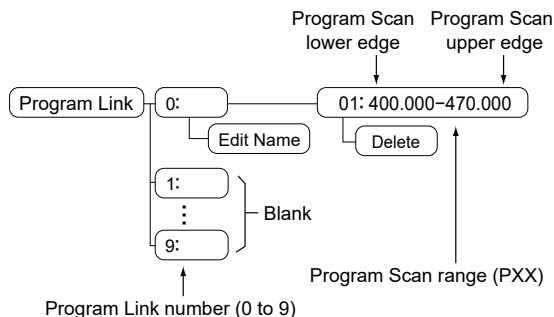 Program Scan
lower edge
Program Scan
upper edge
Program Link
0:
01: 400.000–470.000
Edit Name
Delete
1:
⋮
9:
Blank
Program Scan range (PXX)
Program Link number (0 to 9)